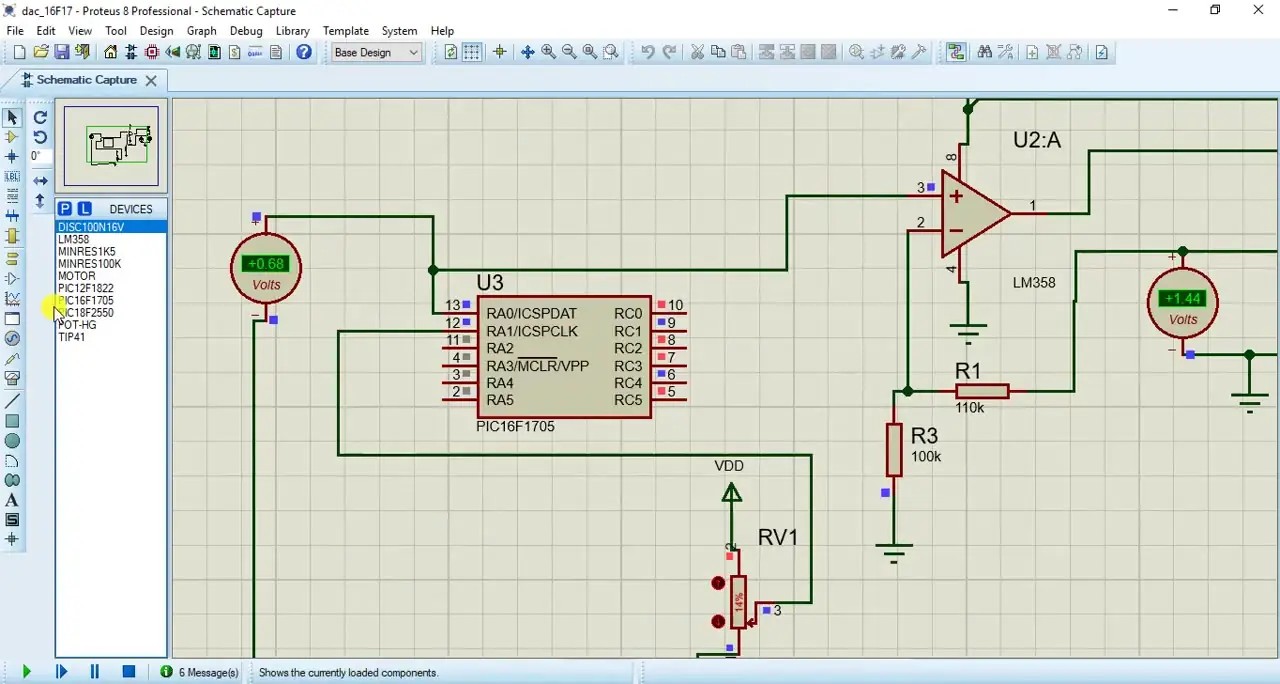 dac_16F17 - Proteus 8 Professional - Schematic Capture
File Edit View Tool Design Graph Debug Library Template System Help
Base Design
Schematic Capture
0°
P L DEVICES
DISC100N16V
LM358
MINRES1K5
MINRES100K
MOTOR
PIC12F1822
PIC16F1705
PIC18F2550
POT-HG
TIP41
+
+0.68
Volts
−
U3
13 RA0/ICSPDAT RC0 10
12 RA1/ICSPCLK RC1 9
11 RA2 RC2 8
4 RA3/MCLR/VPP RC3 7
3 RA4 RC4 6
2 RA5 RC5 5
PIC16F1705
U2:A
8
3 + 1
2 −
4
LM358
+
+1.44
Volts
−
R1
110k
R3
100k
VDD
RV1
2
14%
3
6 Message(s) Shows the currently loaded components.